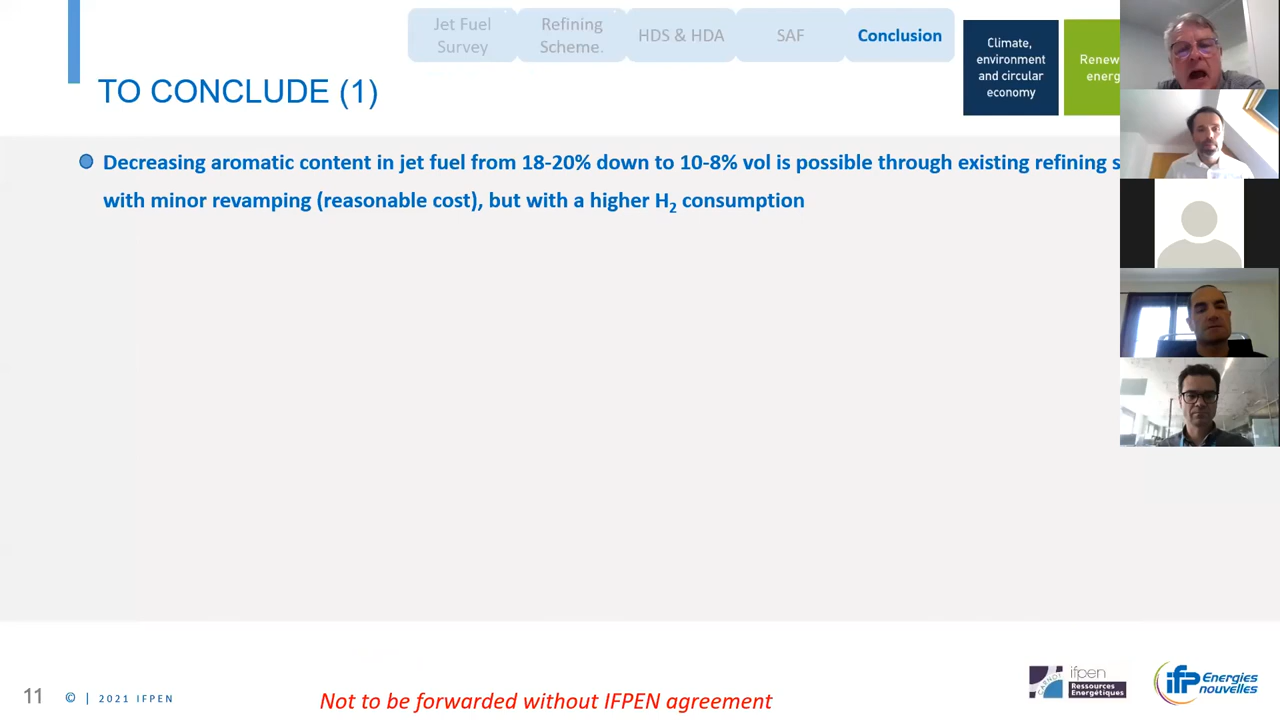 Jet Fuel
Survey
Refining
Scheme.
HDS & HDA
SAF
Conclusion
Climate,
environment
and circular
economy
Renew
energ
TO CONCLUDE (1)
Decreasing aromatic content in jet fuel from 18-20% down to 10-8% vol is possible through existing refining s
with minor revamping (reasonable cost), but with a higher H₂ consumption
11
© | 2021 IFPEN
Not to be forwarded without IFPEN agreement
CARNOT
ifpen
Ressources
Energétiques
ifp Energies
nouvelles